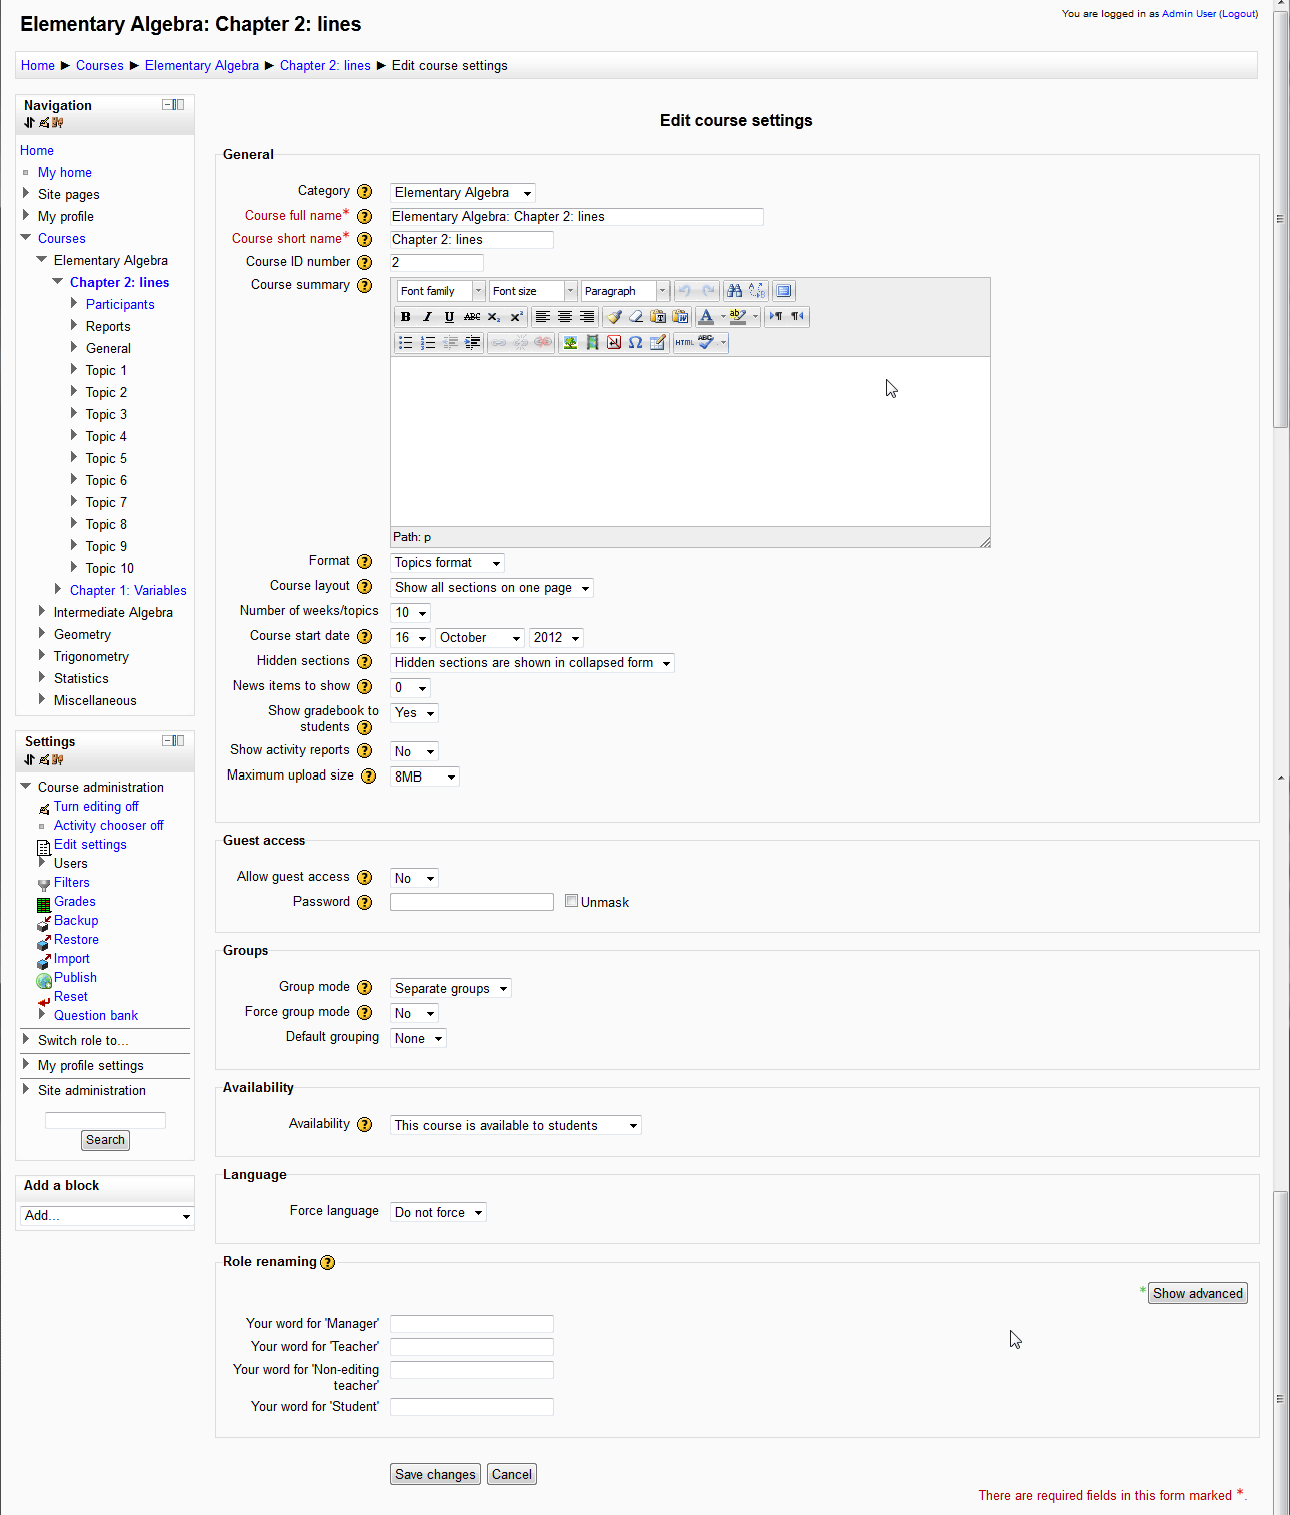 Elementary Algebra: Chapter 2: lines
You are logged in as Admin User (Logout)
Home ► Courses ► Elementary Algebra ► Chapter 2: lines ► Edit course settings
Navigation
Home
My home
Site pages
My profile
Courses
Elementary Algebra
Chapter 2: lines
Participants
Reports
General
Topic 1
Topic 2
Topic 3
Topic 4
Topic 5
Topic 6
Topic 7
Topic 8
Topic 9
Topic 10
Chapter 1: Variables
Intermediate Algebra
Geometry
Trigonometry
Statistics
Miscellaneous
Settings
Course administration
Turn editing off
Activity chooser off
Edit settings
Users
Filters
Grades
Backup
Restore
Import
Publish
Reset
Question bank
Switch role to...
My profile settings
Site administration
Search
Add a block
Add...
Edit course settings
General
Category Elementary Algebra
Course full name* Elementary Algebra: Chapter 2: lines
Course short name* Chapter 2: lines
Course ID number 2
Course summary
Font family Font size Paragraph
B I U ABC X₂ X²
HTML ABC
Path: p
Format Topics format
Course layout Show all sections on one page
Number of weeks/topics 10
Course start date 16 October 2012
Hidden sections Hidden sections are shown in collapsed form
News items to show 0
Show gradebook to
students
Yes
Show activity reports No
Maximum upload size 8MB
Guest access
Allow guest access No
Password Unmask
Groups
Group mode Separate groups
Force group mode No
Default grouping None
Availability
Availability This course is available to students
Language
Force language Do not force
Role renaming
* Show advanced
Your word for 'Manager'
Your word for 'Teacher'
Your word for 'Non-editing
teacher'
Your word for 'Student'
Save changes Cancel
There are required fields in this form marked *.